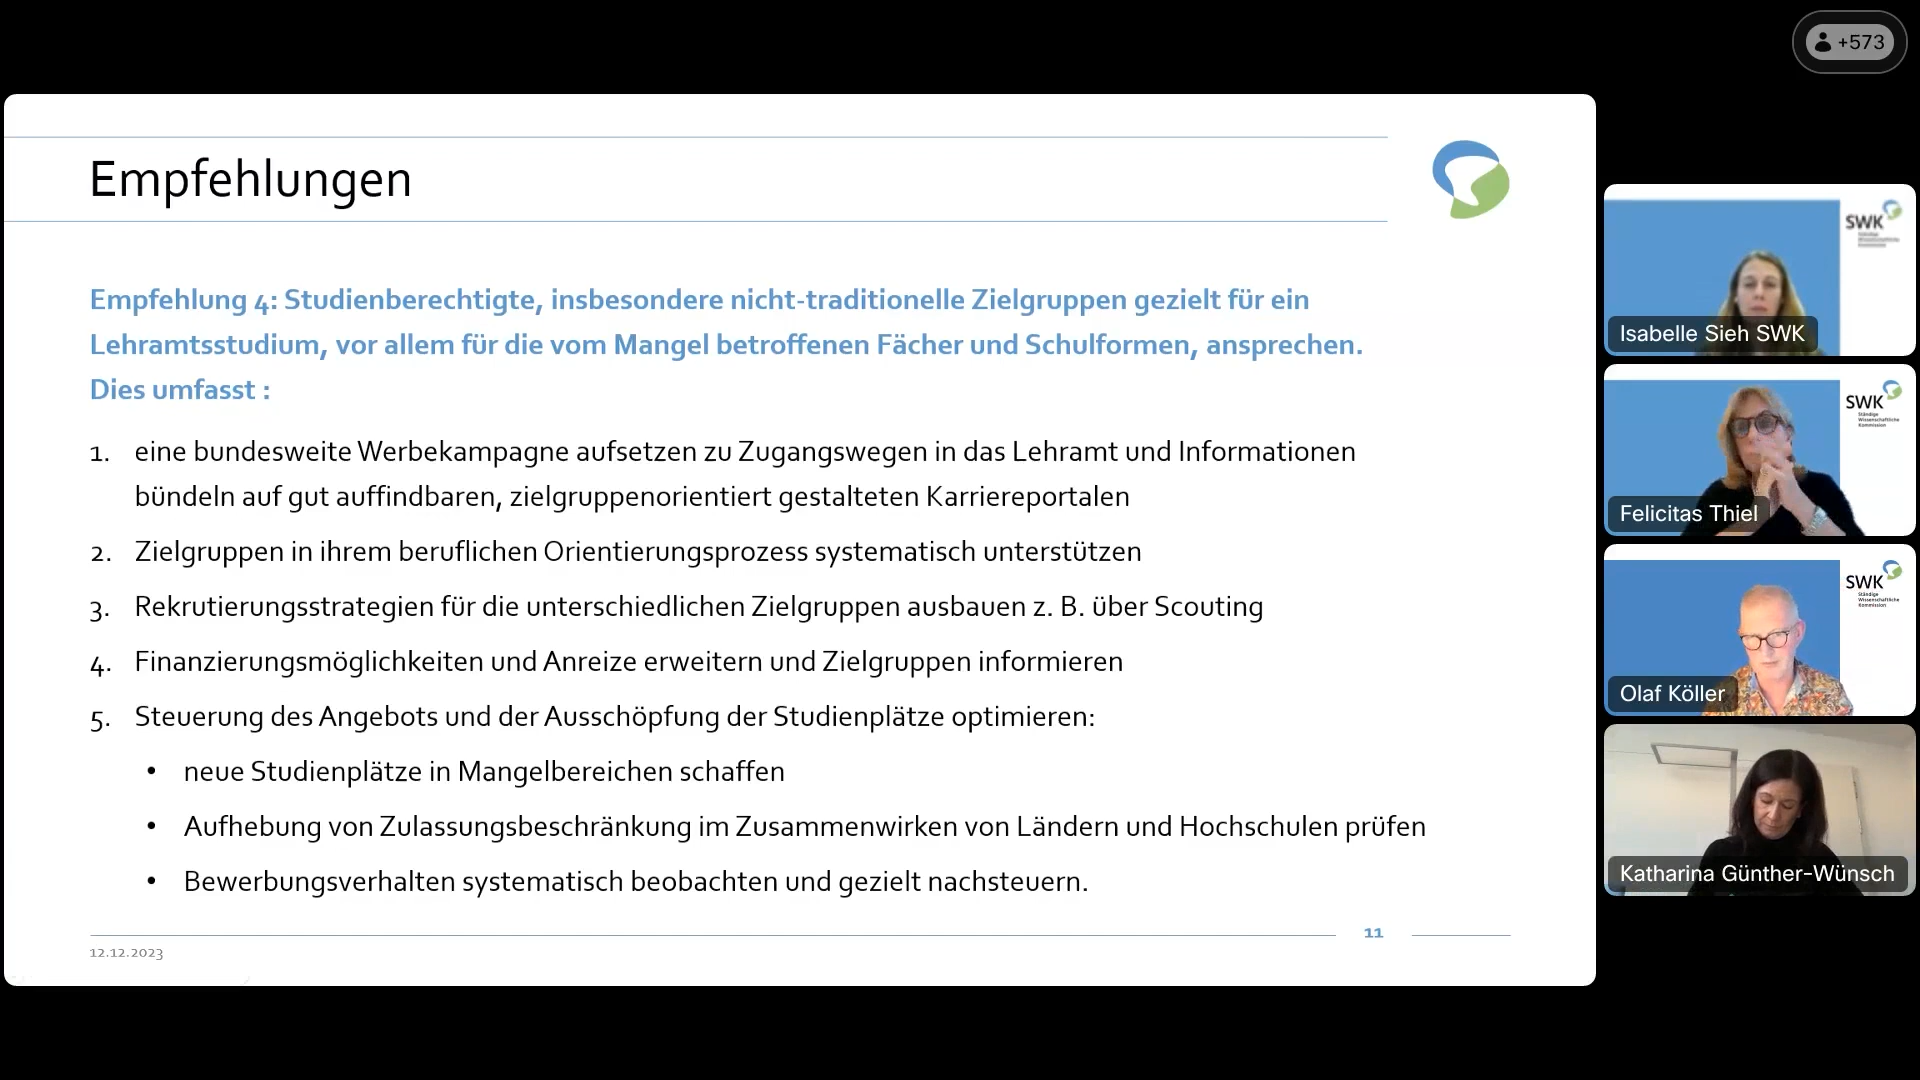 +573
Empfehlungen
Empfehlung 4: Studienberechtigte, insbesondere nicht-traditionelle Zielgruppen gezielt für ein
Lehramtsstudium, vor allem für die vom Mangel betroffenen Fächer und Schulformen, ansprechen.
Dies umfasst :
1. eine bundesweite Werbekampagne aufsetzen zu Zugangswegen in das Lehramt und Informationen
bündeln auf gut auffindbaren, zielgruppenorientiert gestalteten Karriereportalen
2. Zielgruppen in ihrem beruflichen Orientierungsprozess systematisch unterstützen
3. Rekrutierungsstrategien für die unterschiedlichen Zielgruppen ausbauen z. B. über Scouting
4. Finanzierungsmöglichkeiten und Anreize erweitern und Zielgruppen informieren
5. Steuerung des Angebots und der Ausschöpfung der Studienplätze optimieren:
• neue Studienplätze in Mangelbereichen schaffen
• Aufhebung von Zulassungsbeschränkung im Zusammenwirken von Ländern und Hochschulen prüfen
• Bewerbungsverhalten systematisch beobachten und gezielt nachsteuern.
12.12.2023
11
SWK
Isabelle Sieh SWK
SWK
Ständige
Wissenschaftliche
Kommission
Felicitas Thiel
SWK
Ständige
Wissenschaftliche
Kommission
Olaf Köller
Katharina Günther-Wünsch